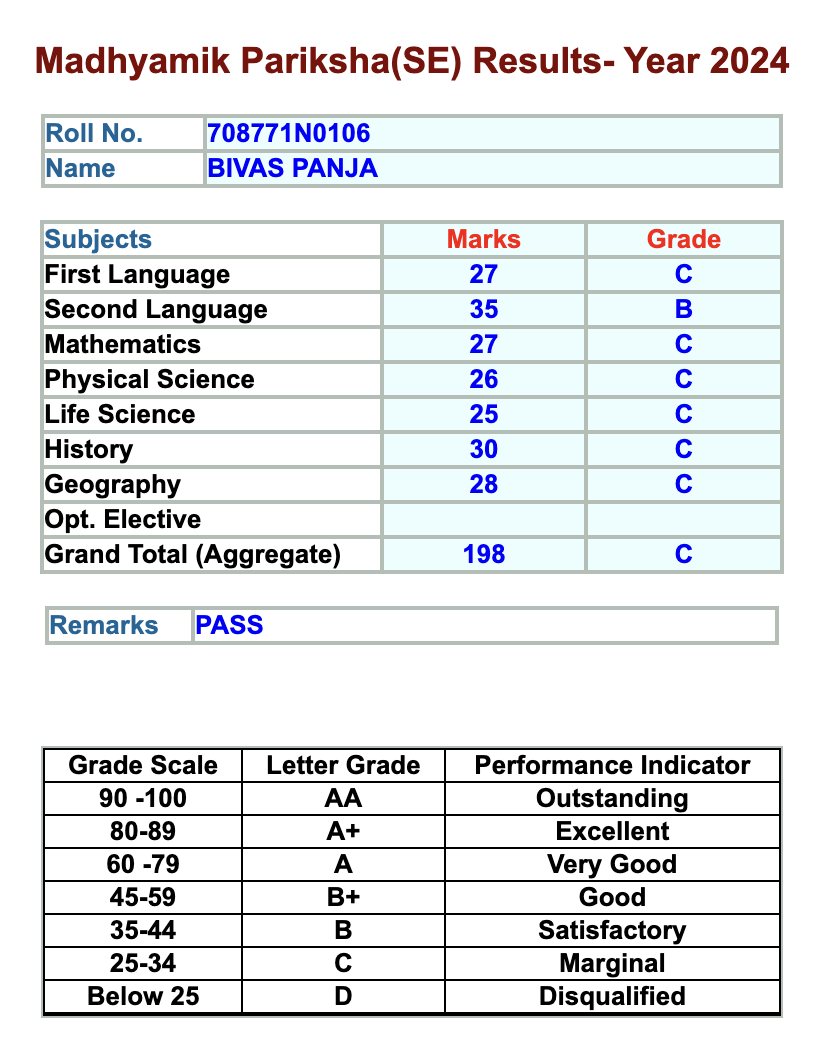 Madhyamik Pariksha(SE) Results- Year 2024
Roll No. 708771N0106
Name BIVAS PANJA
Subjects Marks Grade
First Language 27 C
Second Language 35 B
Mathematics 27 C
Physical Science 26 C
Life Science 25 C
History 30 C
Geography 28 C
Opt. Elective
Grand Total (Aggregate) 198 C
Remarks PASS
Grade Scale Letter Grade Performance Indicator
90 -100 AA Outstanding
80-89 A+ Excellent
60 -79 A Very Good
45-59 B+ Good
35-44 B Satisfactory
25-34 C Marginal
Below 25 D Disqualified